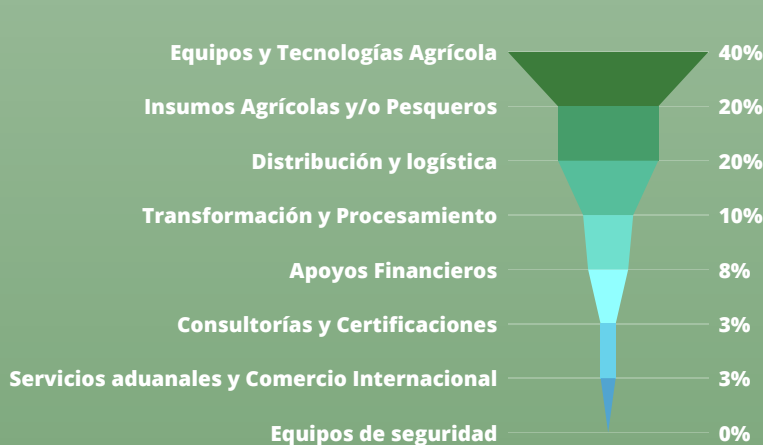 Equipos y Tecnologías Agrícola 40%
Insumos Agrícolas y/o Pesqueros 20%
Distribución y logística 20%
Transformación y Procesamiento 10%
Apoyos Financieros 8%
Consultorías y Certificaciones 3%
Servicios aduanales y Comercio Internacional 3%
Equipos de seguridad 0%